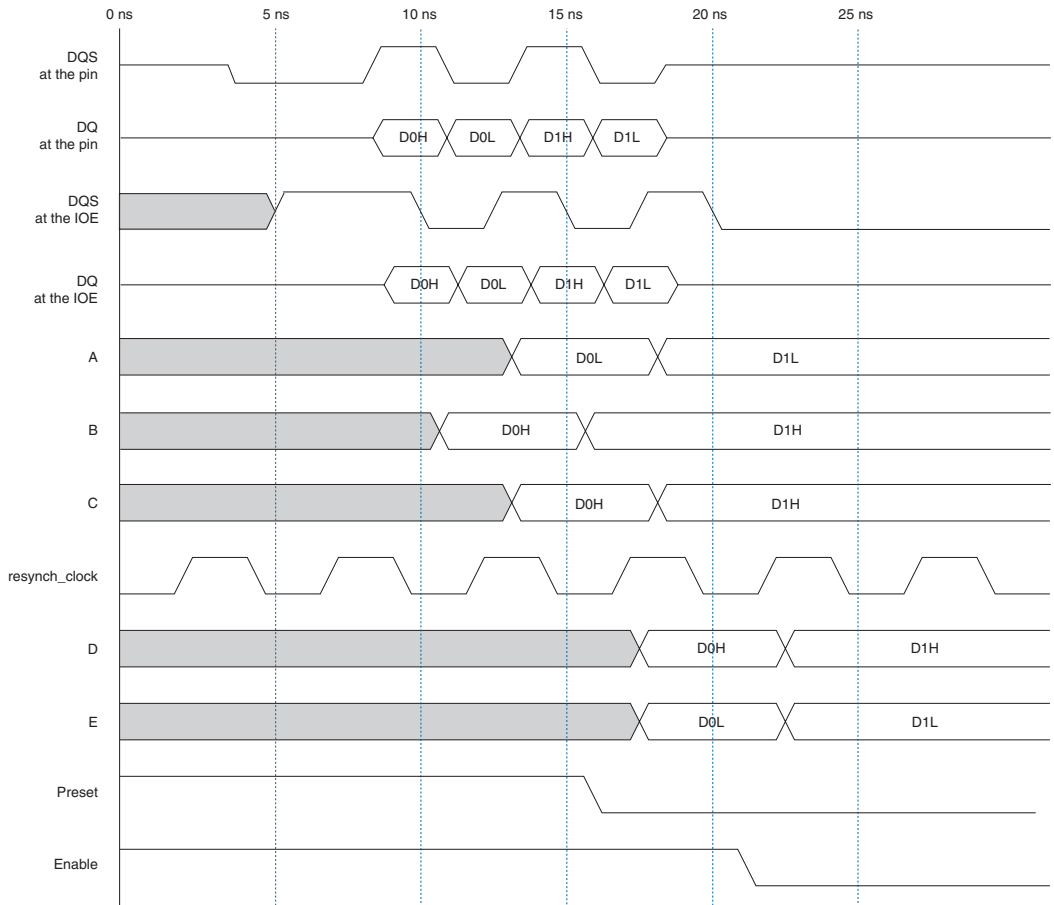 0 ns 5 ns 10 ns 15 ns 20 ns 25 ns
DQS
at the pin
DQ
at the pin
D0H D0L D1H D1L
DQS
at the IOE
DQ
at the IOE
D0H D0L D1H D1L
A D0L D1L
B D0H D1H
C D0H D1H
resynch_clock
D D0H D1H
E D0L D1L
Preset
Enable